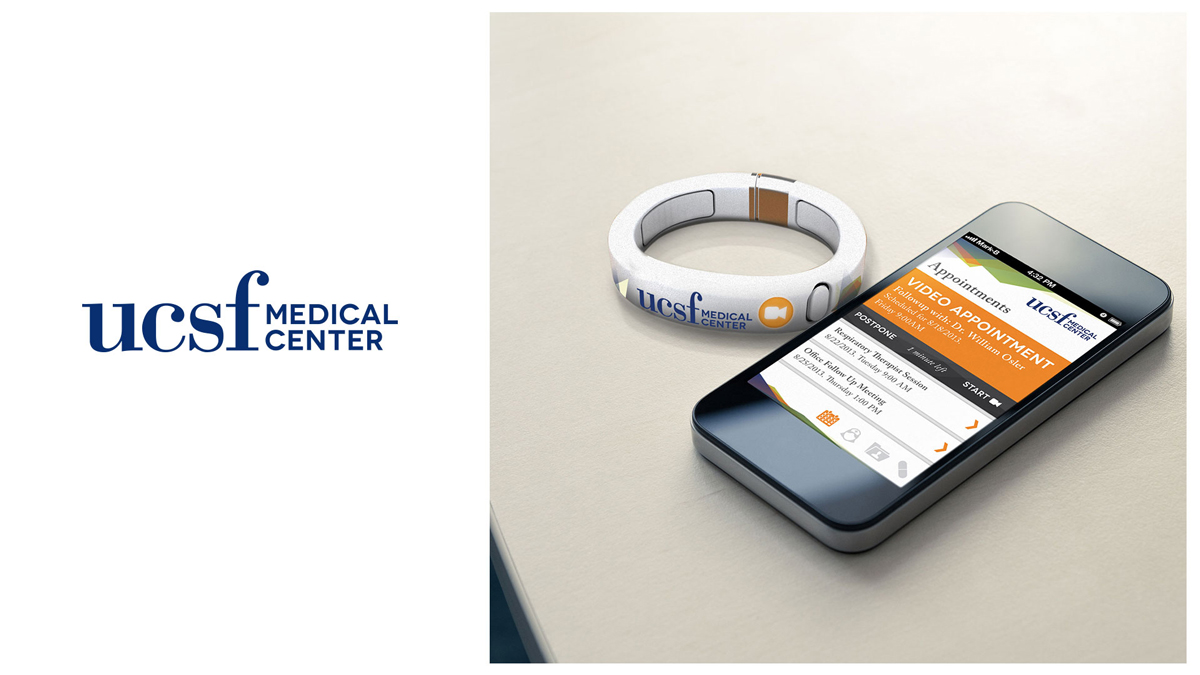 ucsf MEDICAL
CENTER
ucsf MEDICAL
CENTER
Mark-8
4:32 PM
Appointments
ucsf MEDICAL
CENTER
VIDEO APPOINTMENT
Followup with: Dr. William Osler
Scheduled for 8/18/2013.
Friday 9:00AM
POSTPONE
1 minute left
START
Respiratory Therapist Session
8/22/2013, Tuesday 9:00 AM
Office Follow Up Meeting
8/25/2013, Thursday 1:00 PM